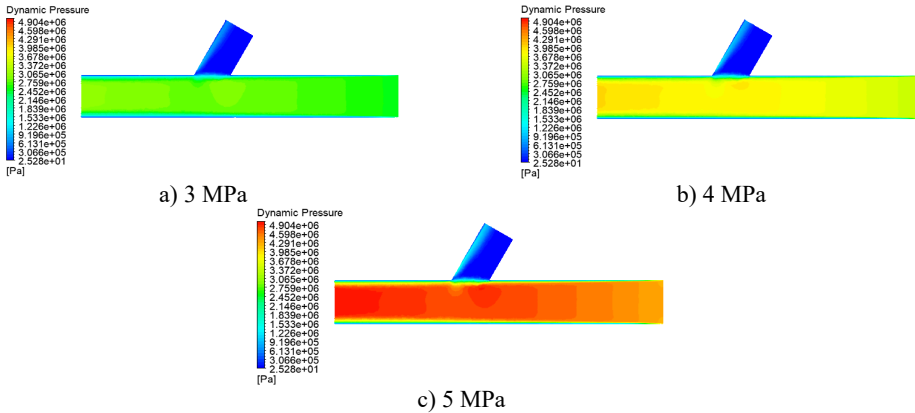 Dynamic Pressure
4.904e+06
4.598e+06
4.291e+06
3.985e+06
3.678e+06
3.372e+06
3.065e+06
2.759e+06
2.452e+06
2.146e+06
1.839e+06
1.533e+06
1.226e+06
9.196e+05
6.131e+05
3.066e+05
2.528e+01
[Pa]
a) 3 MPa
Dynamic Pressure
4.904e+06
4.598e+06
4.291e+06
3.985e+06
3.678e+06
3.372e+06
3.065e+06
2.759e+06
2.452e+06
2.146e+06
1.839e+06
1.533e+06
1.226e+06
9.196e+05
6.131e+05
3.066e+05
2.528e+01
[Pa]
b) 4 MPa
Dynamic Pressure
4.904e+06
4.598e+06
4.291e+06
3.985e+06
3.678e+06
3.372e+06
3.065e+06
2.759e+06
2.452e+06
2.146e+06
1.839e+06
1.533e+06
1.226e+06
9.196e+05
6.131e+05
3.066e+05
2.528e+01
[Pa]
c) 5 MPa